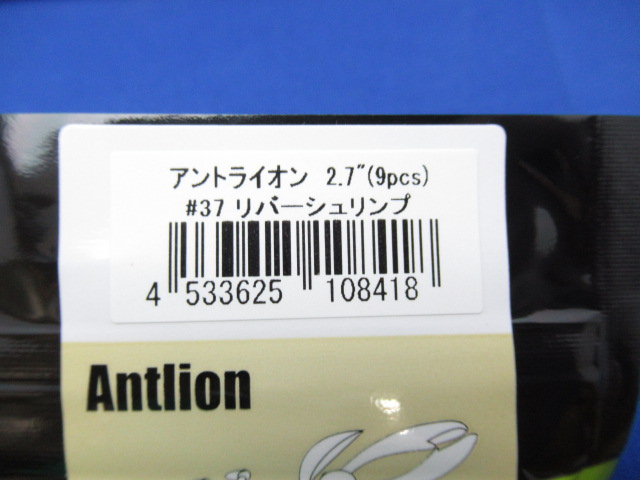 アントライオン 2.7"(9pcs)
#37 リバーシュリンプ
4 533625 108418
Antlion